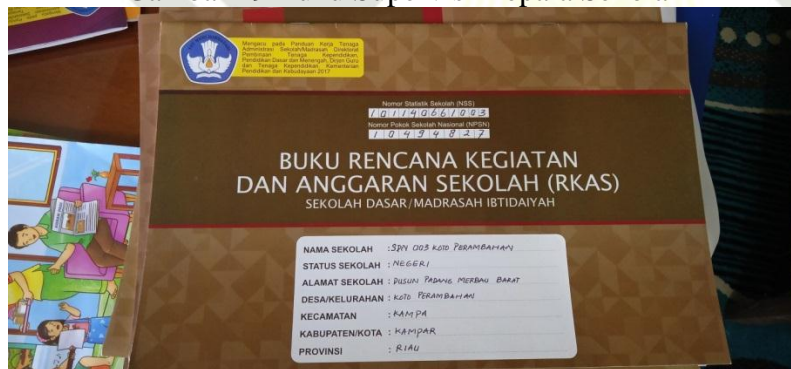 Mengacu pada Panduan Kerja Tenaga
Administrasi Sekolah/Madrasah Direktorat
Pembinaan Tenaga Kependidikan,
Pendidikan Dasar dan Menengah, Dirjen Guru
dan Tenaga Kependidikan, Kementerian
Pendidikan dan Kebudayaan 2017
Nomor Statistik Sekolah (NSS)
101140661003
Nomor Pokok Sekolah Nasional (NPSN)
10494827
BUKU RENCANA KEGIATAN
DAN ANGGARAN SEKOLAH (RKAS)
SEKOLAH DASAR/MADRASAH IBTIDAIYAH
NAMA SEKOLAH : SDN 003 KOTO PERAMBAHAN
STATUS SEKOLAH : NEGERI
ALAMAT SEKOLAH : DUSUN PADANG MERBAU BARAT
DESA/KELURAHAN : KOTO PERAMBAHAN
KECAMATAN : KAMPA
KABUPATEN/KOTA : KAMPAR
PROVINSI : RIAU